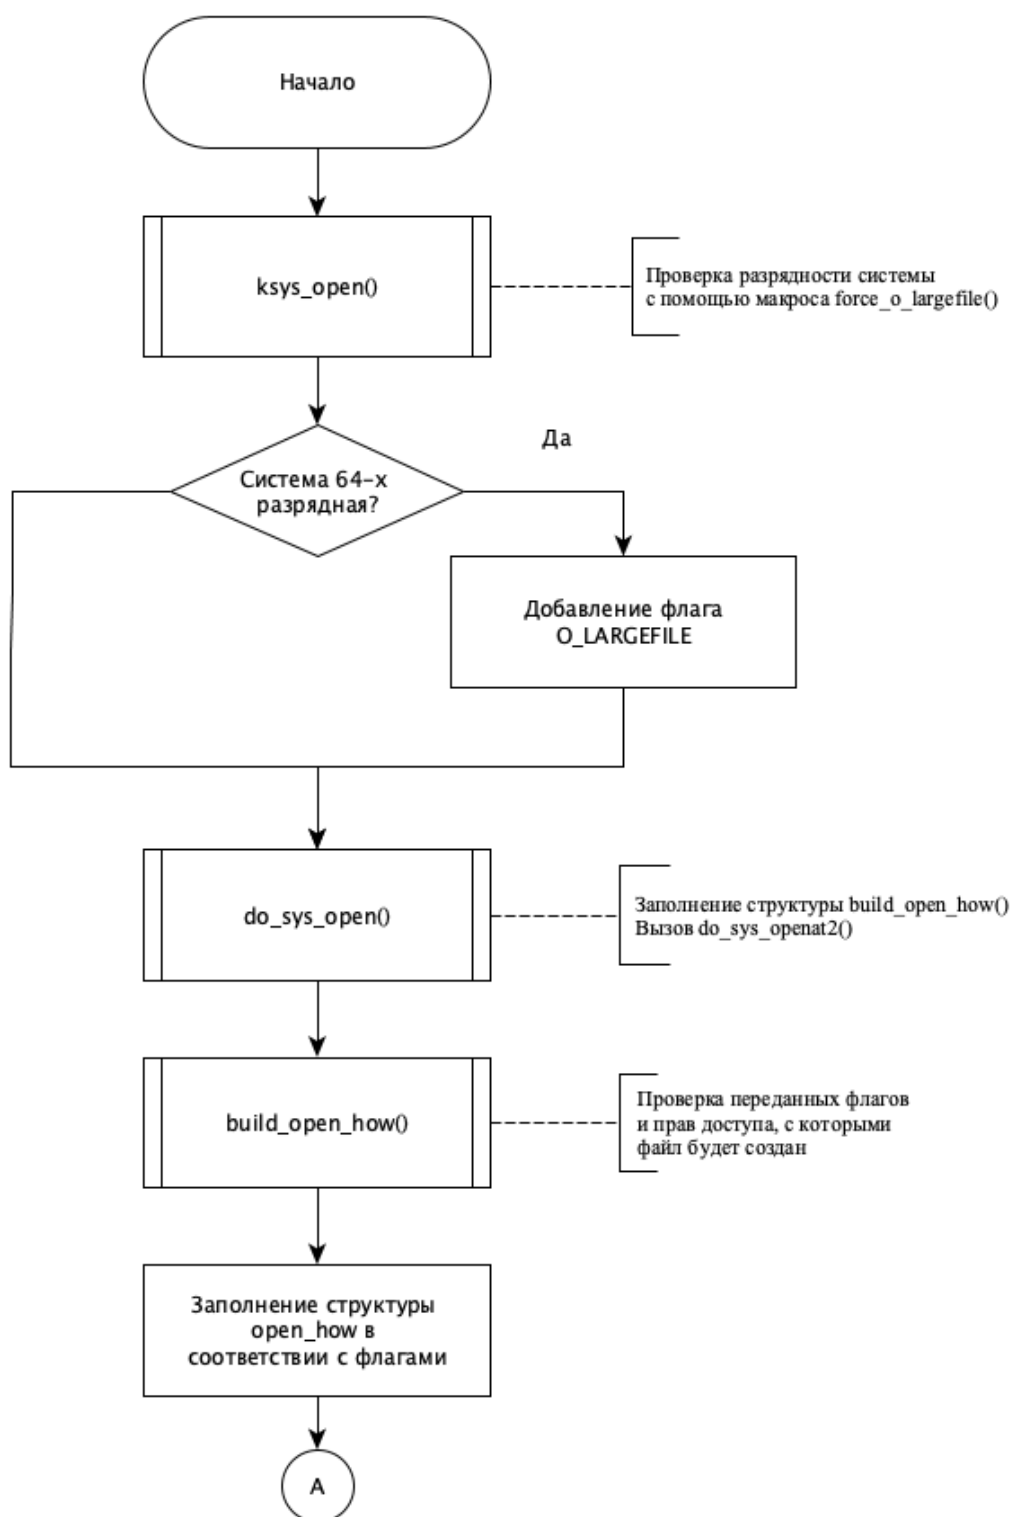 Начало
ksys_open()
Проверка разрядности системы
с помощью макроса force_o_largefile()
Да
Система 64-х
разрядная?
Добавление флага
O_LARGEFILE
do_sys_open()
Заполнение структуры build_open_how()
Вызов do_sys_openat2()
build_open_how()
Проверка переданных флагов
и прав доступа, с которыми
файл будет создан
Заполнение структуры
open_how в
соответствии с флагами
A